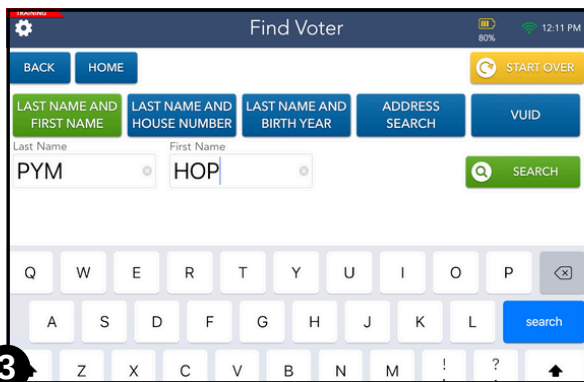 TRAINING
Find Voter
80%
12:11 PM
BACK
HOME
START OVER
LAST NAME AND
FIRST NAME
LAST NAME AND
HOUSE NUMBER
LAST NAME AND
BIRTH YEAR
ADDRESS
SEARCH
VUID
Last Name
First Name
PYM
HOP
SEARCH
Q W E R T Y U I O P
A S D F G H J K L search
3
Z X C V B N M ! ?